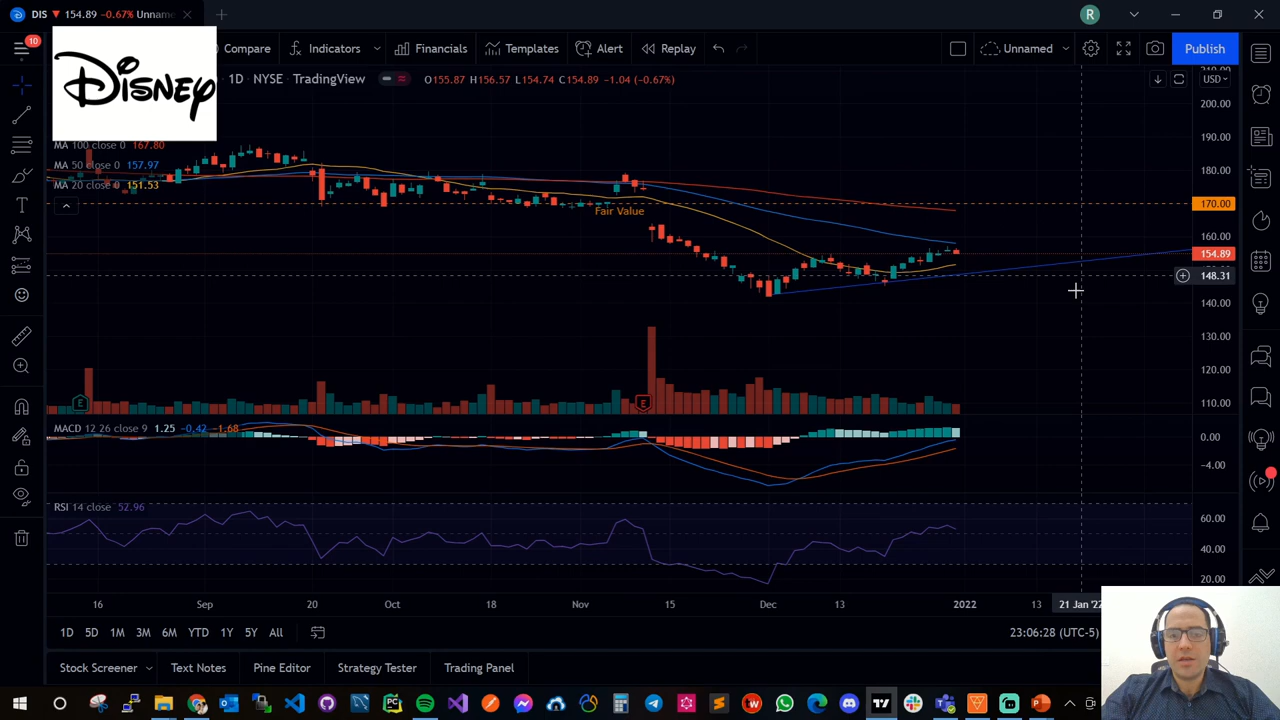 DIS ▼ 154.89 -0.67% Unname
R
10
DISNEY
Compare
Indicators
Financials
Templates
Alert
Replay
Unnamed
Publish
1D · NYSE · TradingView
O155.87 H156.57 L154.74 C154.89 -1.04 (-0.67%)
USD
MA 100 close 0 167.80
MA 50 close 0 157.97
MA 20 close 0 151.53
Fair Value
200.00
190.00
180.00
170.00
160.00
154.89
148.31
140.00
130.00
120.00
110.00
E
E
MACD 12 26 close 9 1.25 -0.42 -1.68
0.00
-4.00
RSI 14 close 52.96
60.00
40.00
20.00
16 Sep 20 Oct 18 Nov 15 Dec 13 2022 13 21 Jan '22
1D 5D 1M 3M 6M YTD 1Y 5Y All
23:06:28 (UTC-5)
Stock Screener Text Notes Pine Editor Strategy Tester Trading Panel